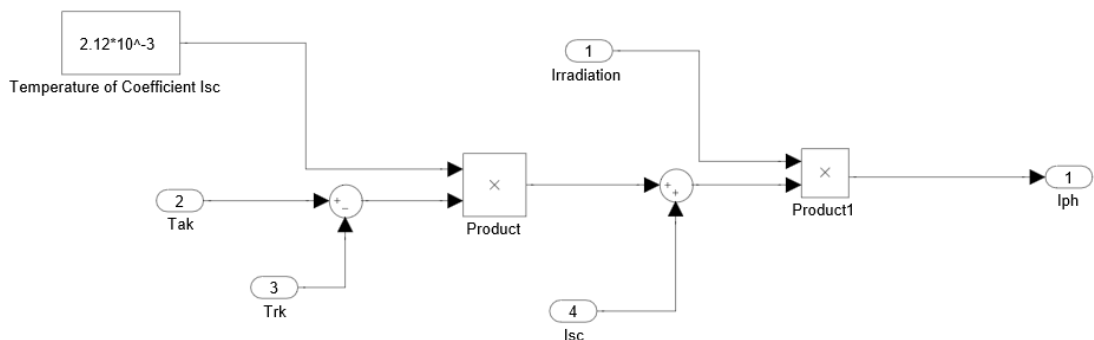 2.12*10^-3
Temperature of Coefficient Isc
1
Irradiation
2
Tak
3
Trk
×
Product
4
Isc
×
Product1
1
Iph